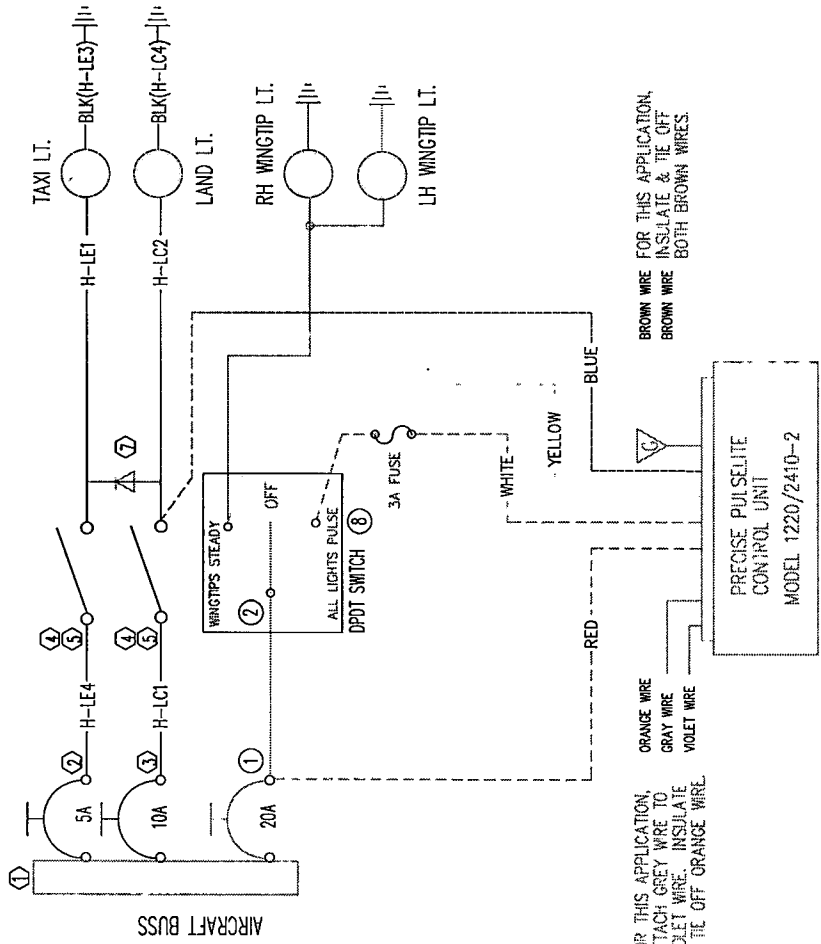 TAXI LT.
H-LE1
BLK(H-LE3)
H-LC2
BLK(H-LC4)
LAND LT.
RH WINGTIP LT.
LH WINGTIP LT.
7
4
5
4
5
H-LE4
H-LC1
1
2
5A
3
10A
1
20A
AIRCRAFT BUSS
WINGTIPS STEADY
OFF
2
ALL LIGHTS PULSE
8
DPDT SWITCH
3A FUSE
WHITE
YELLOW
BLUE
RED
G
BROWN WIRE
BROWN WIRE
FOR THIS APPLICATION,
INSULATE & TIE OFF
BOTH BROWN WIRES.
ORANGE WIRE
GRAY WIRE
VIOLET WIRE
THIS APPLICATION,
GREY WIRE TO
WIRE. INSULATE
TIE OFF ORANGE WIRE.
PRECISE PULSELITE
CONTROL UNIT
MODEL 1220/2410-2